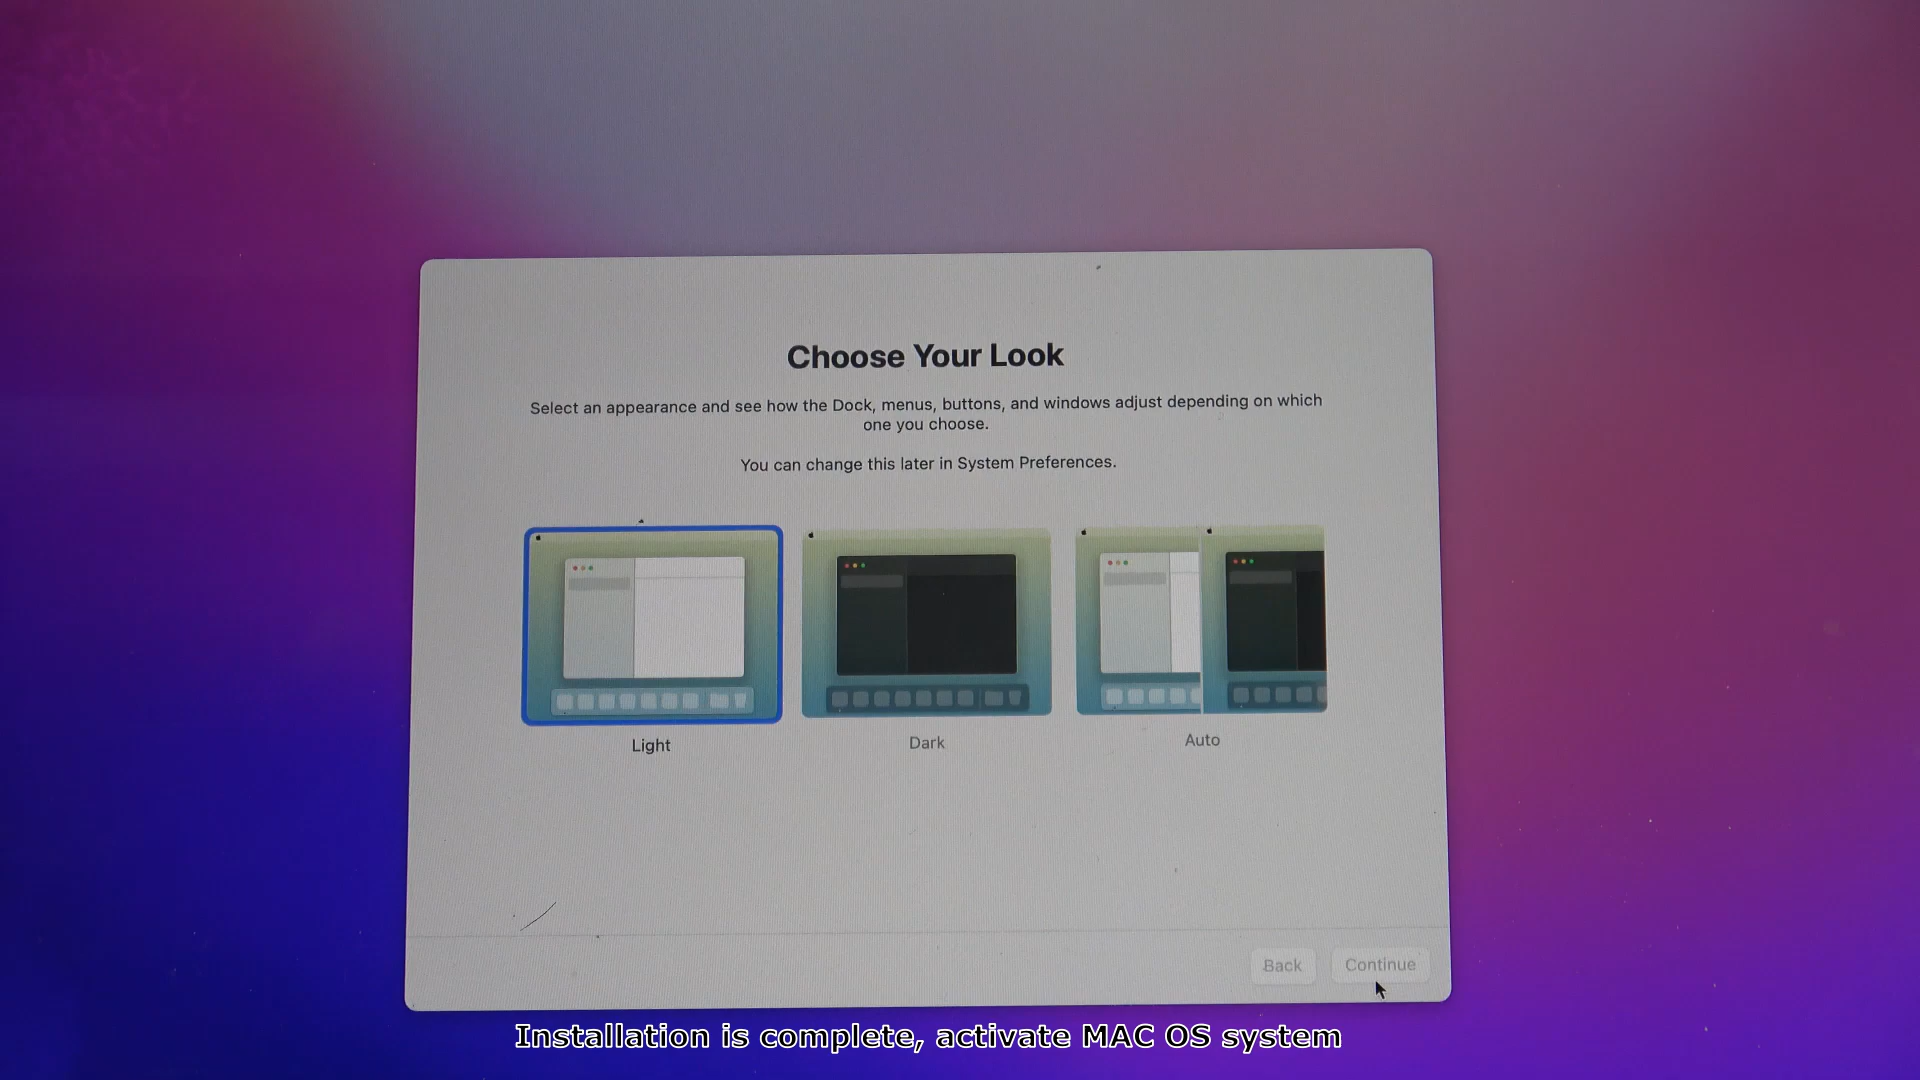 Choose Your Look
Select an appearance and see how the Dock, menus, buttons, and windows adjust depending on which
one you choose.
You can change this later in System Preferences.
Light
Dark
Auto
Back
Continue
Installation is complete, activate MAC OS system